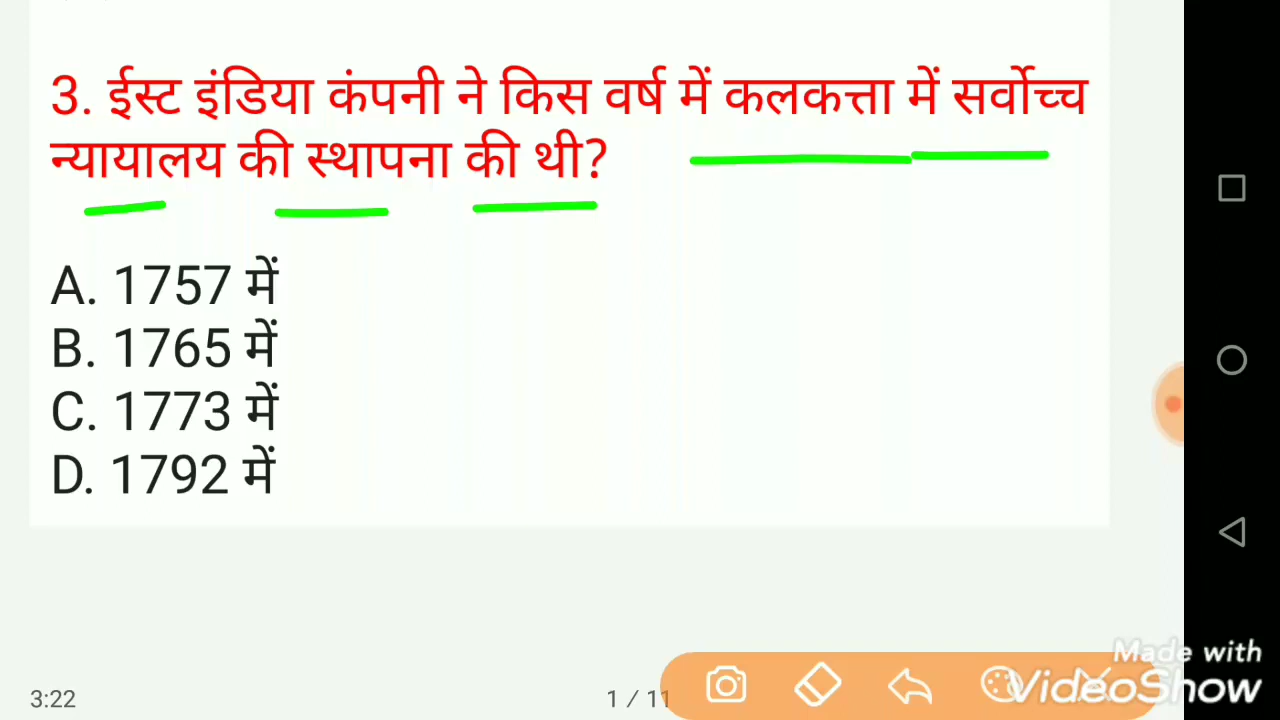 3. ईस्ट इंडिया कंपनी ने किस वर्ष में कलकत्ता में सर्वोच्च
न्यायालय की स्थापना की थी?
A. 1757 में
B. 1765 में
C. 1773 में
D. 1792 में
3:22
1 / 11
Made with
VideoShow